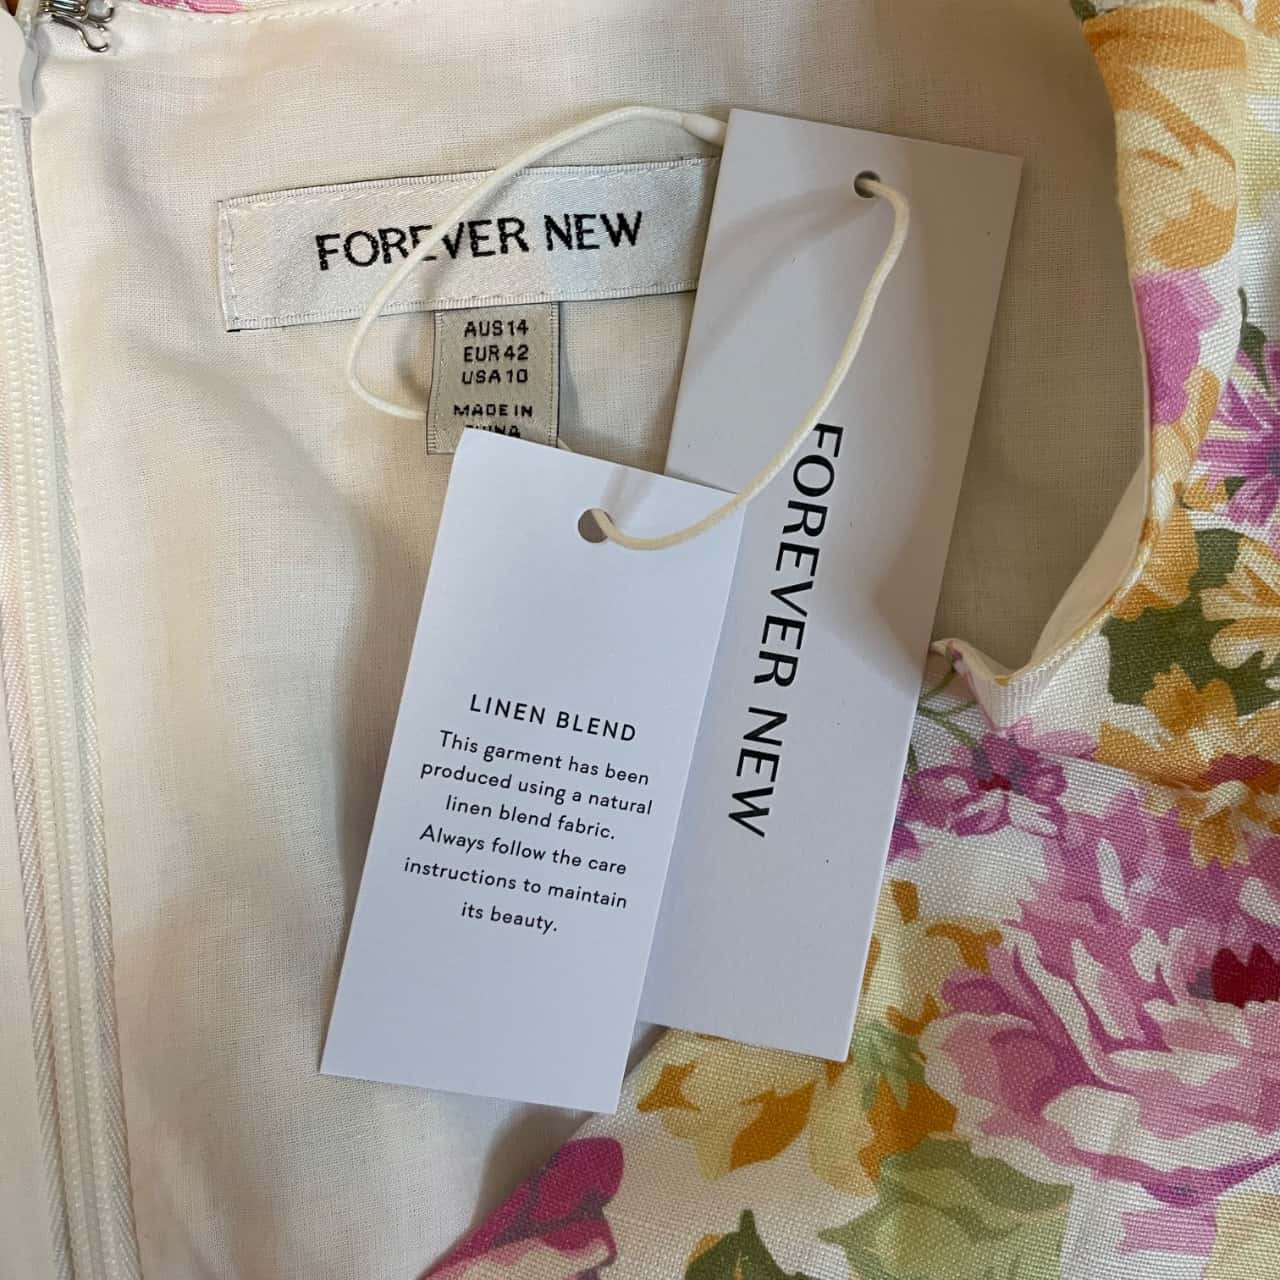 FOREVER NEW
AUS 14
EUR 42
USA 10
MADE IN
CHINA
FOREVER NEW
LINEN BLEND
This garment has been
produced using a natural
linen blend fabric.
Always follow the care
instructions to maintain
its beauty.